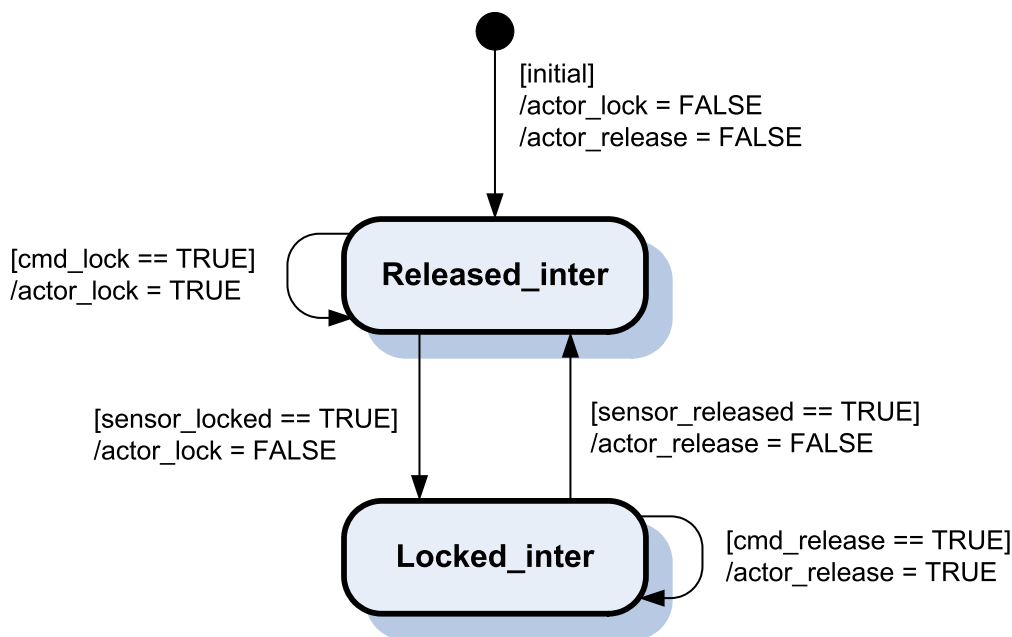 [initial]
/actor_lock = FALSE
/actor_release = FALSE
[cmd_lock == TRUE]
/actor_lock = TRUE
Released_inter
[sensor_locked == TRUE]
/actor_lock = FALSE
[sensor_released == TRUE]
/actor_release = FALSE
Locked_inter
[cmd_release == TRUE]
/actor_release = TRUE